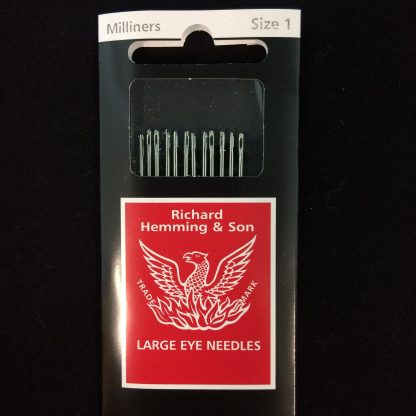 Milliners Size 1
Richard
Hemming & Son
TRADE MARK
LARGE EYE NEEDLES